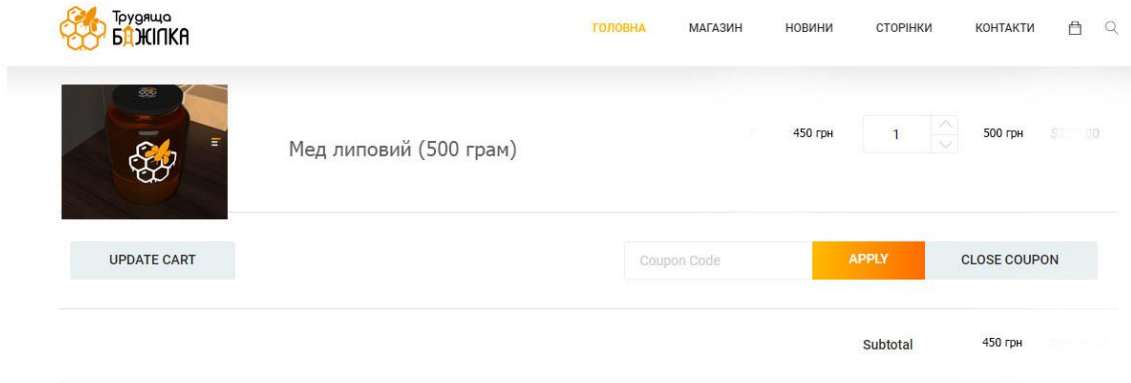 Трудяща
БДЖІЛКА
ГОЛОВНА МАГАЗИН НОВИНИ СТОРІНКИ КОНТАКТИ
Мед липовий (500 грам) 450 грн 1 500 грн
UPDATE CART Coupon Code APPLY CLOSE COUPON
Subtotal 450 грн